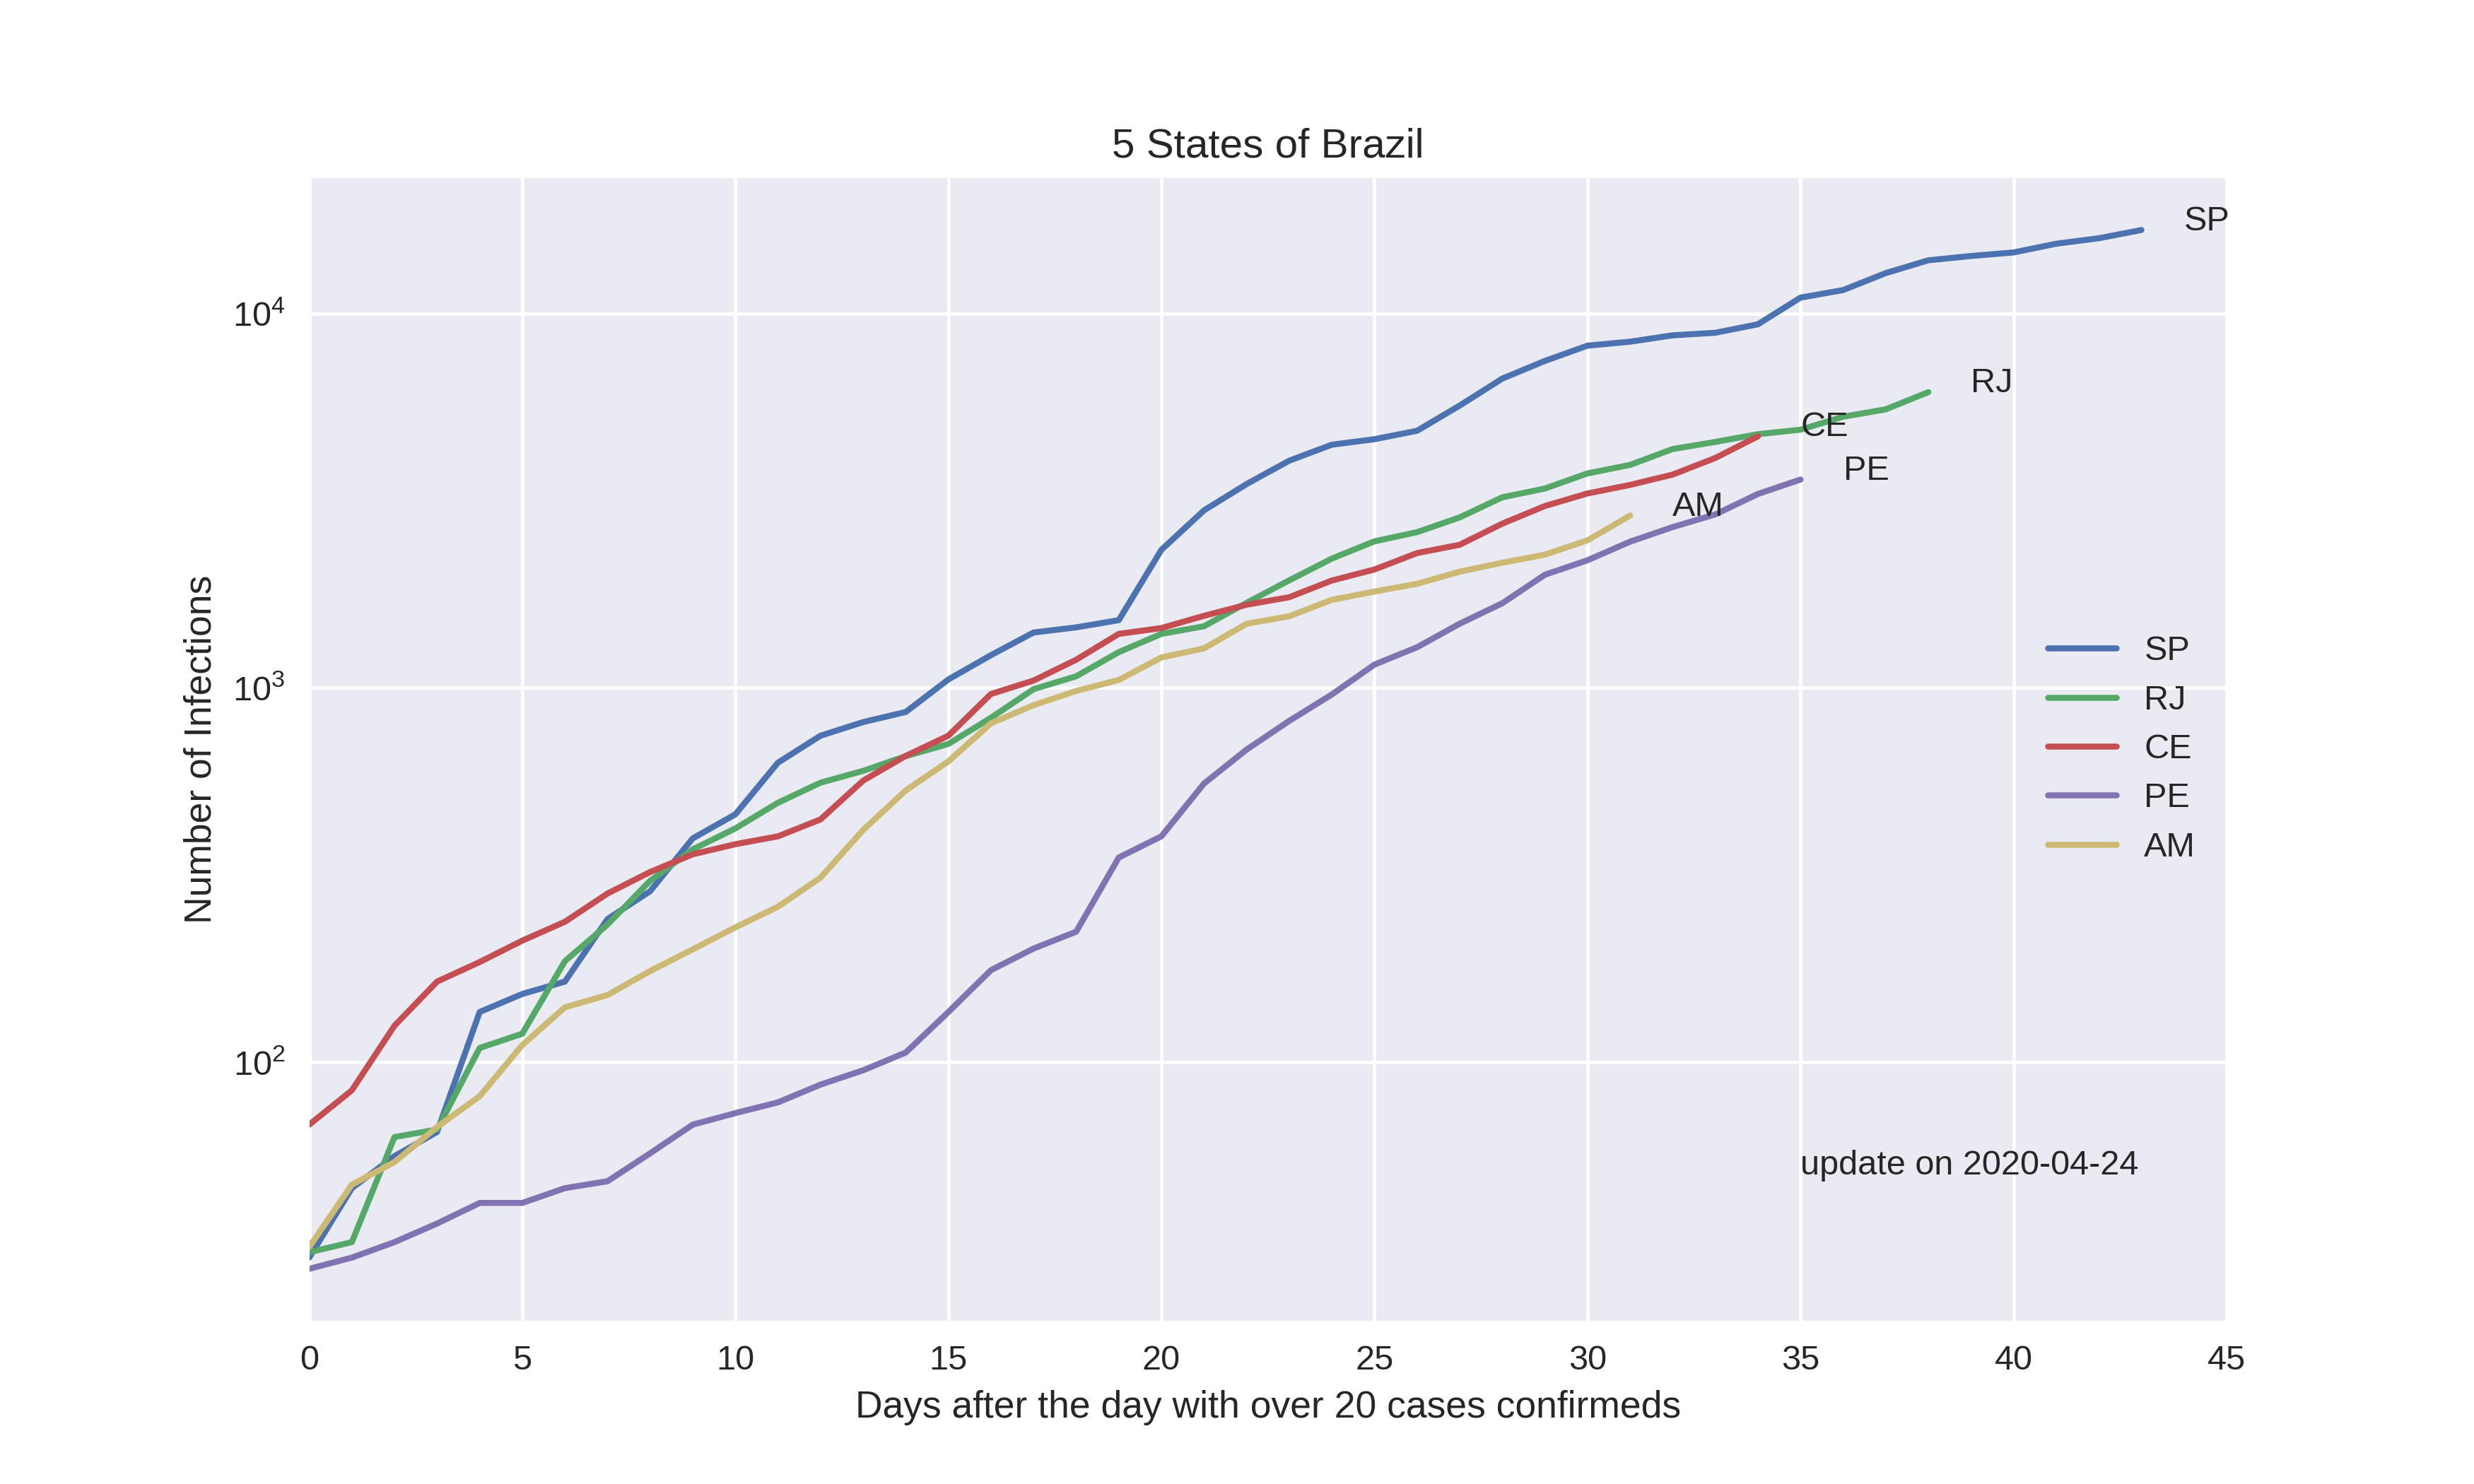 5 States of Brazil
SP
10⁴
RJ
CE
PE
AM
Number of Infections
10³
SP
RJ
CE
PE
AM
10²
update on 2020-04-24
0 5 10 15 20 25 30 35 40 45
Days after the day with over 20 cases confirmeds